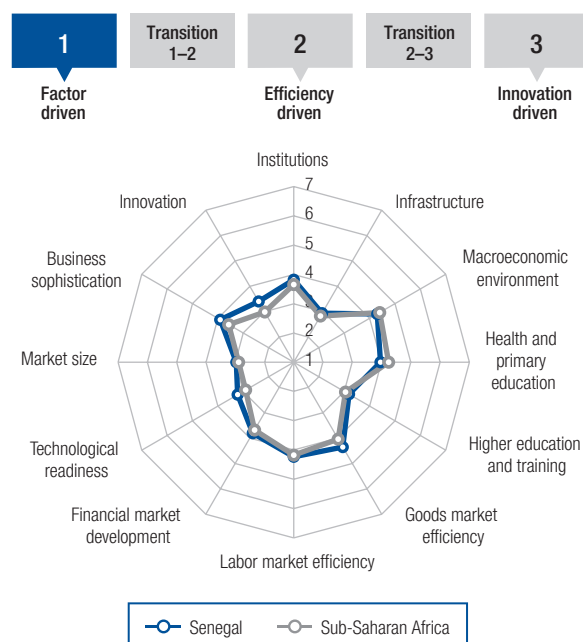 1
Transition
1–2
2
Transition
2–3
3
Factor
driven
Efficiency
driven
Innovation
driven
Institutions
7
Innovation
Infrastructure
6
5
Business
sophistication
Macroeconomic
environment
4
3
2
Market size
1
Health and
primary
education
Technological
readiness
Higher education
and training
Financial market
development
Goods market
efficiency
Labor market efficiency
Senegal
Sub-Saharan Africa